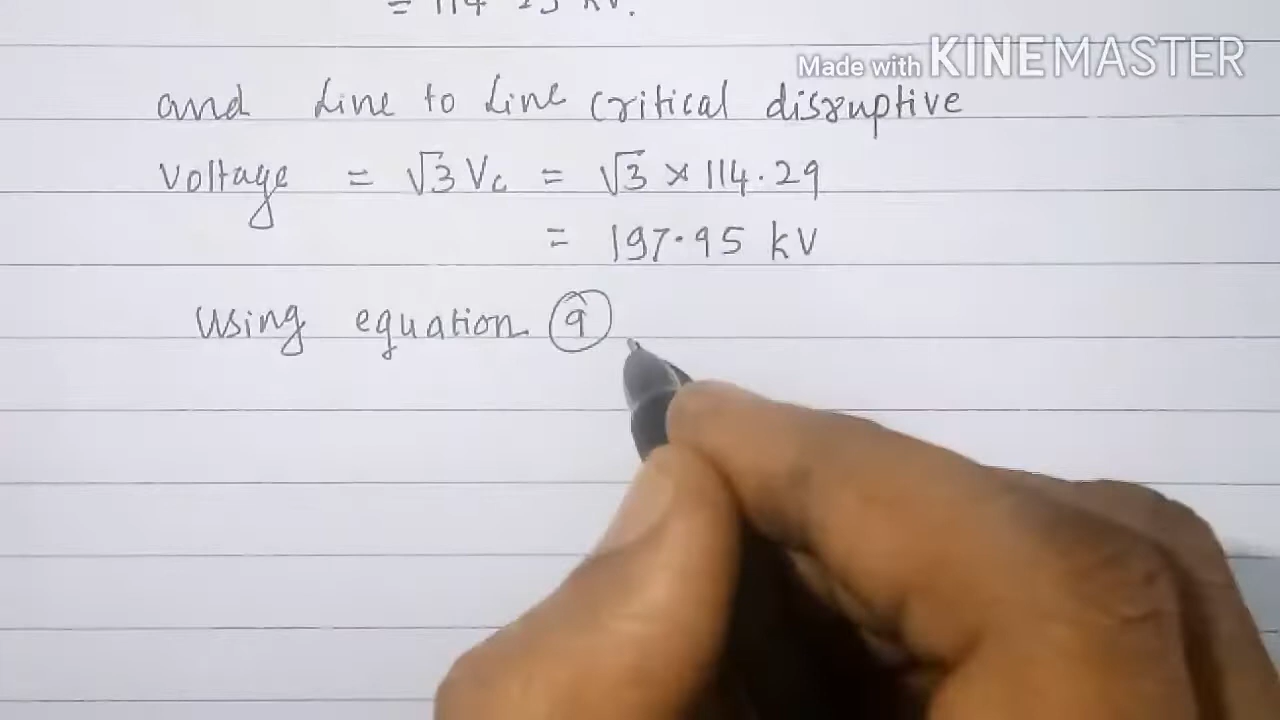 Made with KINEMASTER
and Line to Line critical disruptive
voltage = √3 Vc = √3 × 114.29
= 197.95 kV
Using equation